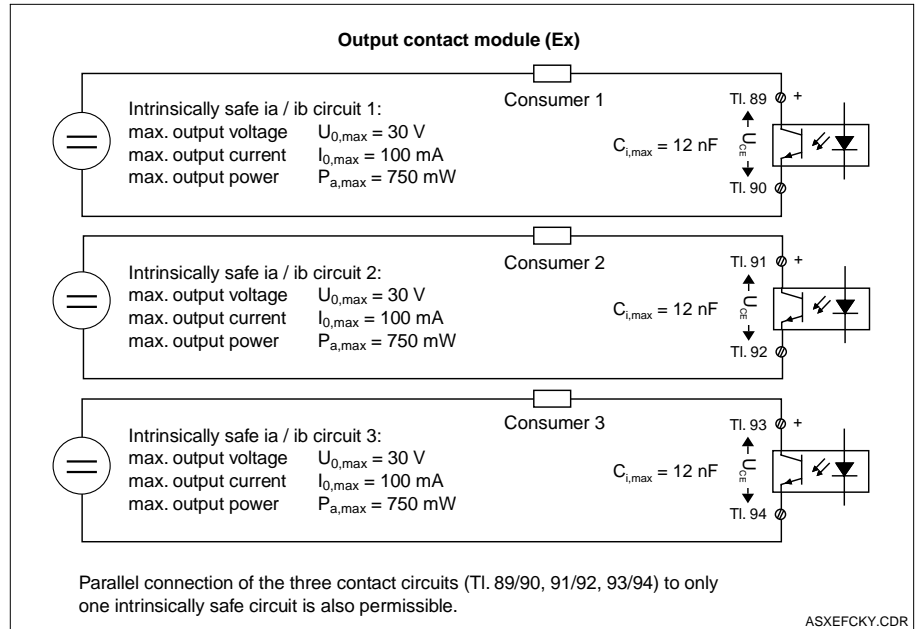 Output contact module (Ex)
Consumer 1
Intrinsically safe ia / ib circuit 1:
max. output voltage U0,max = 30 V
max. output current I0,max = 100 mA
max. output power Pa,max = 750 mW
Ci,max = 12 nF
Tl. 89 +
UCE
Tl. 90
Consumer 2
Intrinsically safe ia / ib circuit 2:
max. output voltage U0,max = 30 V
max. output current I0,max = 100 mA
max. output power Pa,max = 750 mW
Ci,max = 12 nF
Tl. 91 +
UCE
Tl. 92
Consumer 3
Intrinsically safe ia / ib circuit 3:
max. output voltage U0,max = 30 V
max. output current I0,max = 100 mA
max. output power Pa,max = 750 mW
Ci,max = 12 nF
Tl. 93 +
UCE
Tl. 94
Parallel connection of the three contact circuits (Tl. 89/90, 91/92, 93/94) to only
one intrinsically safe circuit is also permissible.
ASXEFCKY.CDR